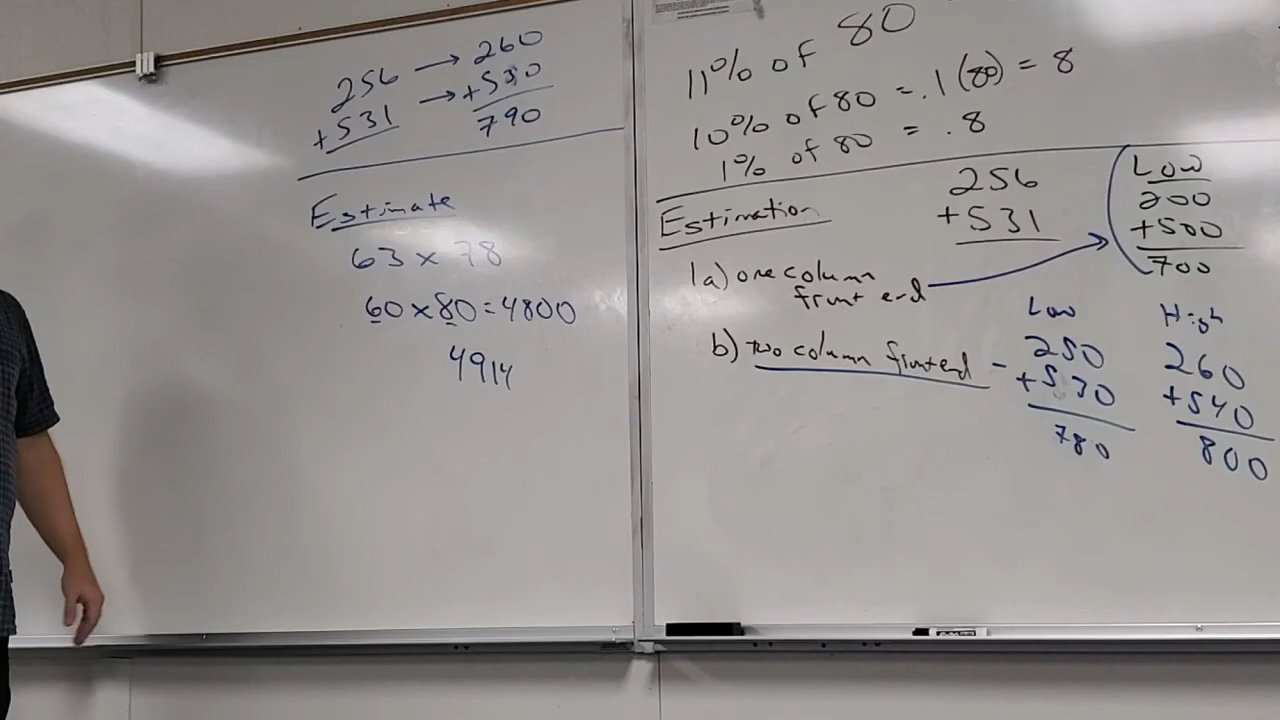 256 → 260
+531 → +530
790
Estimate
63 x 78
60 x 80 = 4800
4914
11% of 80
10% of 80 = .1(80) = 8
1% of 80 = .8
Estimation
256
+531
Low
200
+500
700
1a) one column
front end
b) two column front end -
Low
250
+530
780
High
260
+540
800